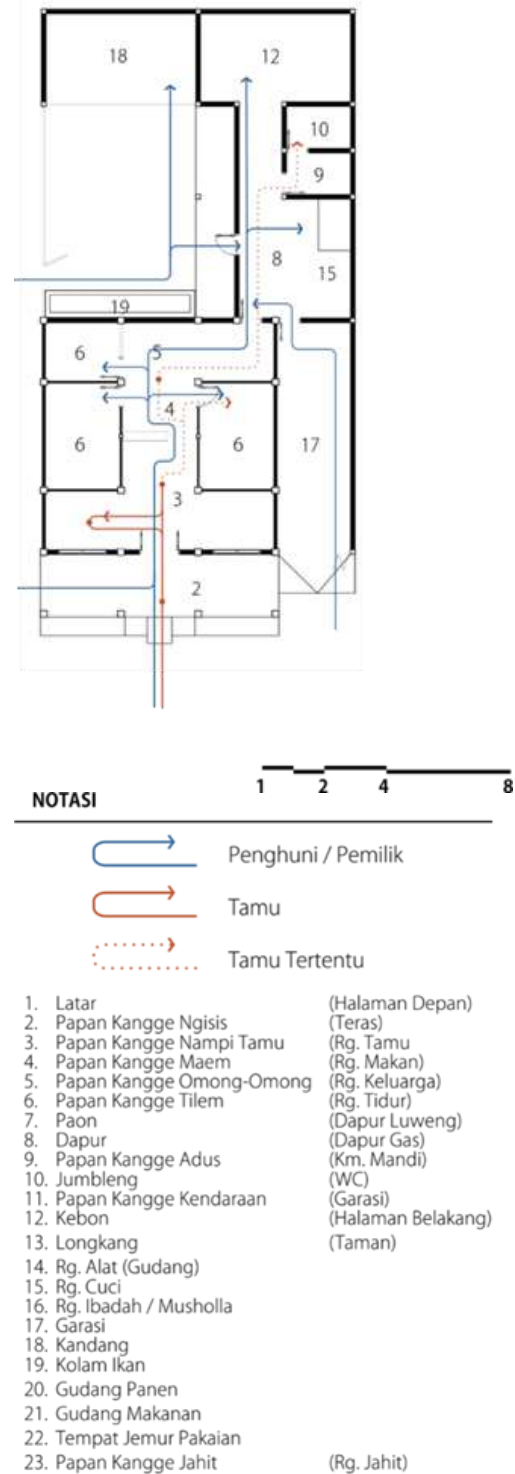 18
12
10
9
8
15
19
6
5
4
6
6
17
3
2
1 2 4 8
NOTASI
Penghuni / Pemilik
Tamu
Tamu Tertentu
1. Latar (Halaman Depan)
2. Papan Kangge Ngisis (Teras)
3. Papan Kangge Nampi Tamu (Rg. Tamu
4. Papan Kangge Maem (Rg. Makan)
5. Papan Kangge Omong-Omong (Rg. Keluarga)
6. Papan Kangge Tilem (Rg. Tidur)
7. Paon (Dapur Luweng)
8. Dapur (Dapur Gas)
9. Papan Kangge Adus (Km. Mandi)
10. Jumbleng (WC)
11. Papan Kangge Kendaraan (Garasi)
12. Kebon (Halaman Belakang)
13. Longkang (Taman)
14. Rg. Alat (Gudang)
15. Rg. Cuci
16. Rg. Ibadah / Musholla
17. Garasi
18. Kandang
19. Kolam Ikan
20. Gudang Panen
21. Gudang Makanan
22. Tempat Jemur Pakaian
23. Papan Kangge Jahit (Rg. Jahit)